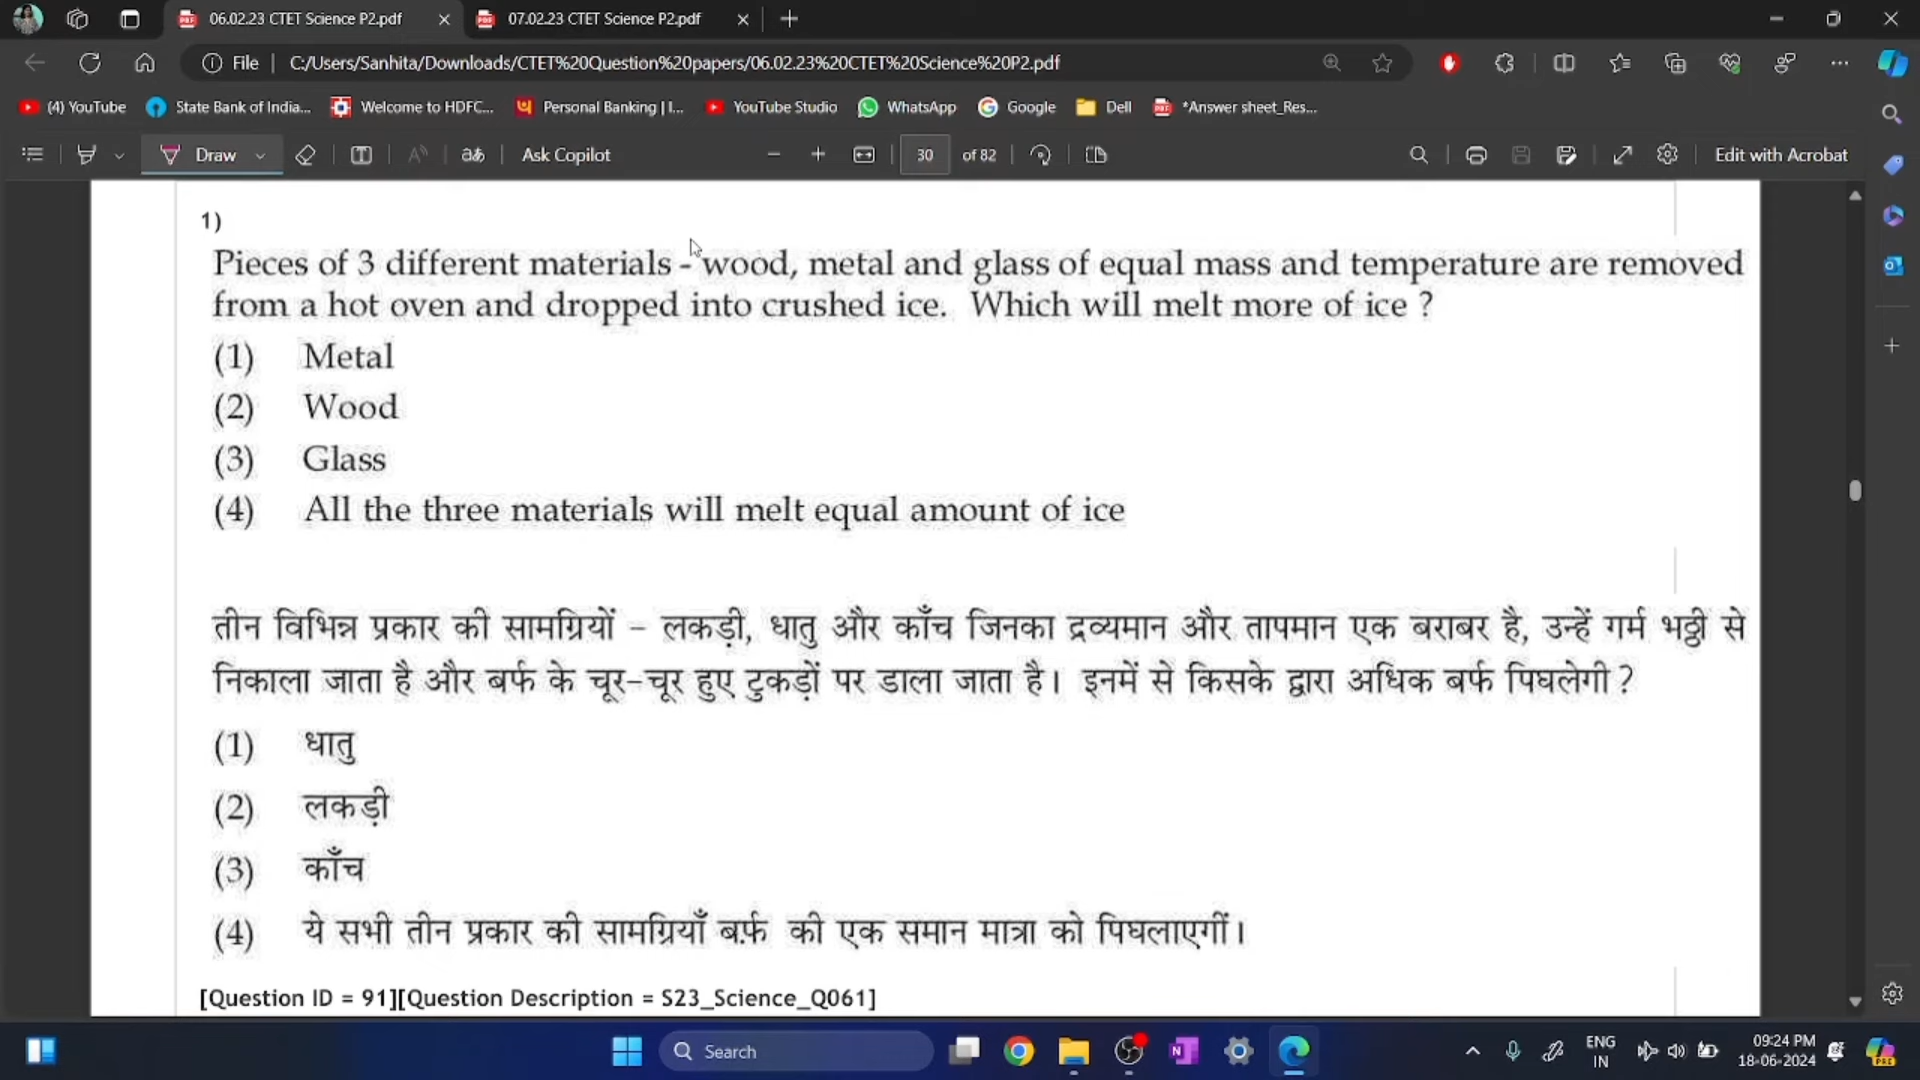 06.02.23 CTET Science P2.pdf
07.02.23 CTET Science P2.pdf
File
C:/Users/Sanhita/Downloads/CTET%20Question%20papers/06.02.23%20CTET%20Science%20P2.pdf
(4) YouTube
State Bank of India...
Welcome to HDFC...
Personal Banking | I...
YouTube Studio
WhatsApp
Google
Dell
*Answer sheet_Res...
Draw
Ask Copilot
30
of 82
Edit with Acrobat
1)
Pieces of 3 different materials - wood, metal and glass of equal mass and temperature are removed
from a hot oven and dropped into crushed ice. Which will melt more of ice ?
(1) Metal
(2) Wood
(3) Glass
(4) All the three materials will melt equal amount of ice
तीन विभिन्न प्रकार की सामग्रियों – लकड़ी, धातु और काँच जिनका द्रव्यमान और तापमान एक बराबर है, उन्हें गर्म भठ्ठी से
निकाला जाता है और बर्फ के चूर-चूर हुए टुकड़ों पर डाला जाता है। इनमें से किसके द्वारा अधिक बर्फ पिघलेगी ?
(1) धातु
(2) लकड़ी
(3) काँच
(4) ये सभी तीन प्रकार की सामग्रियाँ बर्फ की एक समान मात्रा को पिघलाएगीं।
[Question ID = 91][Question Description = S23_Science_Q061]
Search
ENG
IN
09:24 PM
18-06-2024